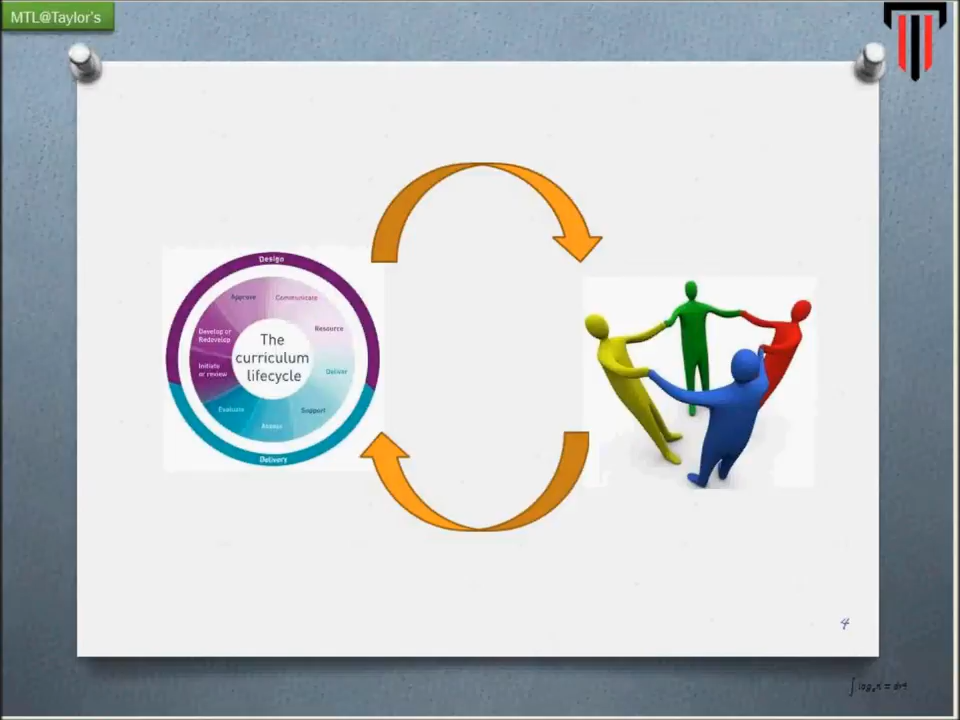 MTL@Taylor's
Design
Approve
Communicate
Develop or
Redevelop
Resource
The
curriculum
lifecycle
Initiate
or review
Deliver
Evaluate
Support
Assess
Delivery
4